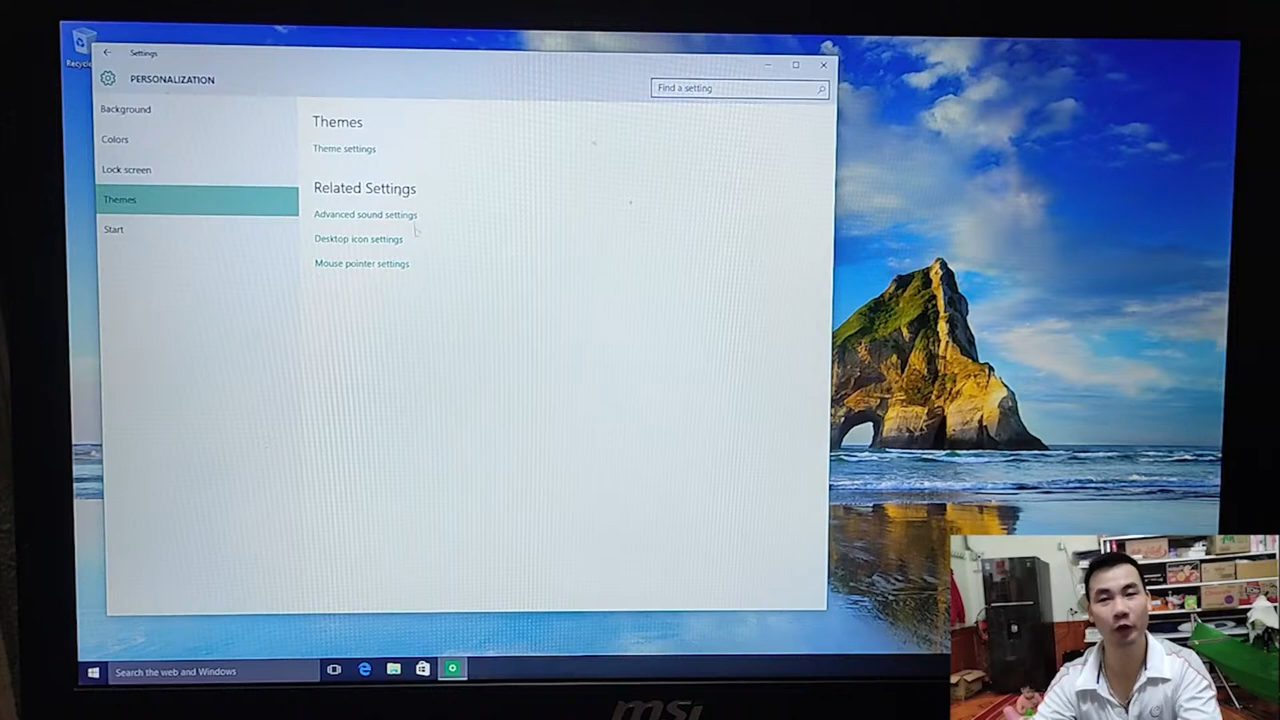 Settings
PERSONALIZATION
Find a setting
Background
Colors
Lock screen
Themes
Start
Themes
Theme settings
Related Settings
Advanced sound settings
Desktop icon settings
Mouse pointer settings
Search the web and Windows
msi